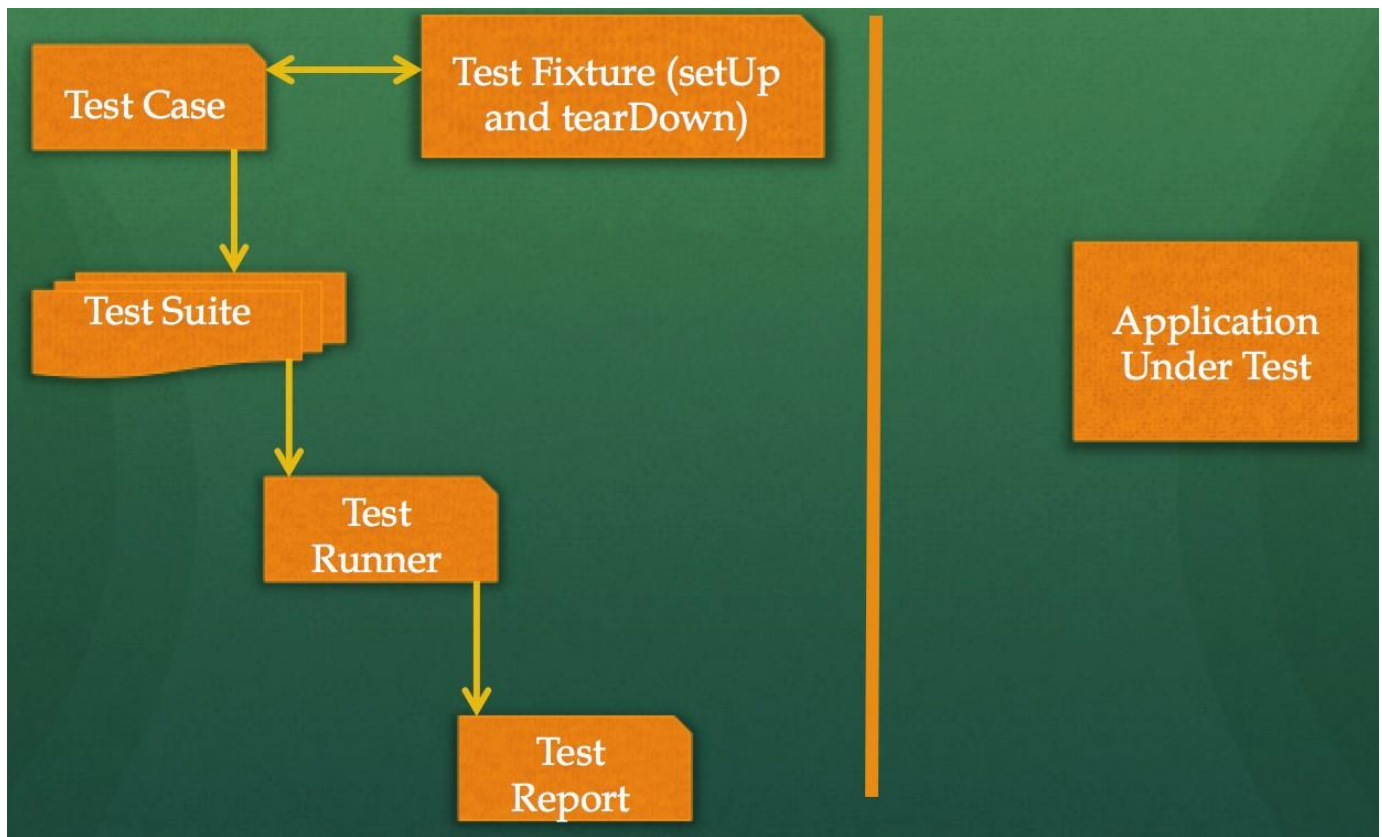 Test Case
Test Fixture (setUp
and tearDown)
Test Suite
Application
Under Test
Test
Runner
Test
Report